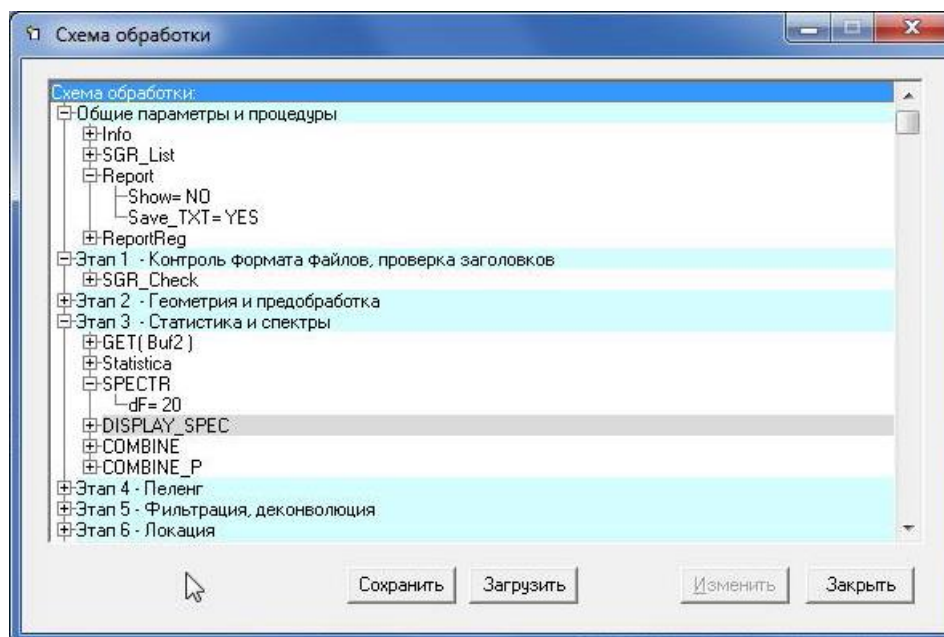 Схема обработки
Схема обработки:
Общие параметры и процедуры
Info
SGR_List
Report
Show= NO
Save_TXT= YES
ReportReg
Этап 1 - Контроль формата файлов, проверка заголовков
SGR_Check
Этап 2 - Геометрия и предобработка
Этап 3 - Статистика и спектры
GET( Buf2 )
Statistica
SPECTR
dF= 20
DISPLAY_SPEC
COMBINE
COMBINE_P
Этап 4 - Пеленг
Этап 5 - Фильтрация, деконволюция
Этап 6 - Локация
Сохранить Загрузить Изменить Закрыть